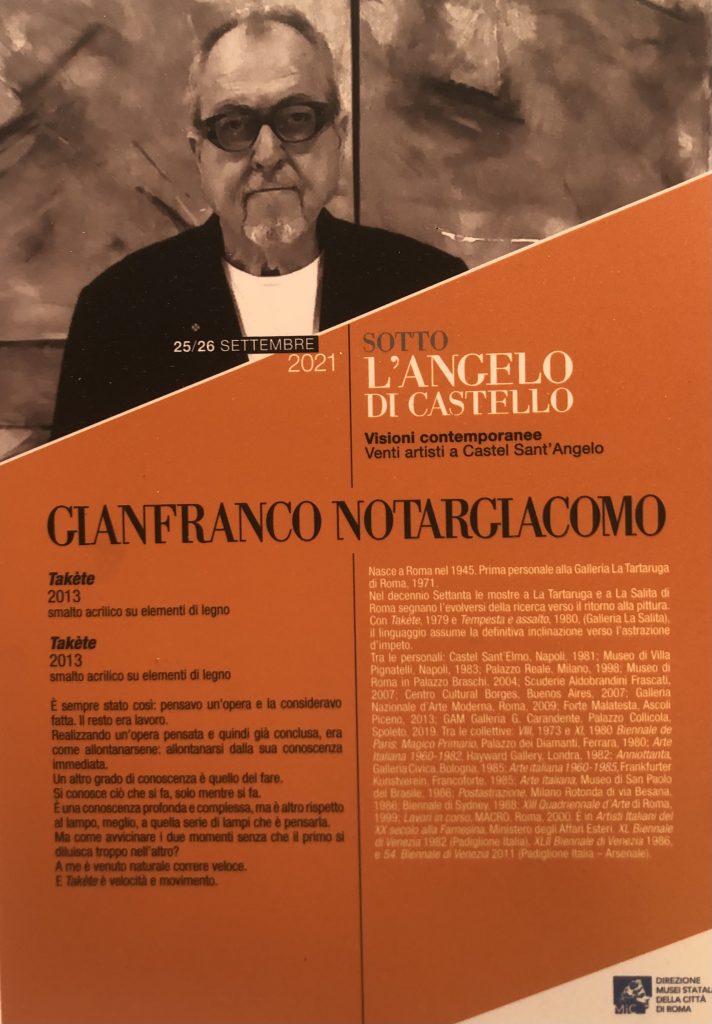 25/26 SETTEMBRE
2021
SOTTO
L'ANGELO
DI CASTELLO
Visioni contemporanee
Venti artisti a Castel Sant'Angelo
GIANFRANCO NOTARGIACOMO
Takète
2013
smalto acrilico su elementi di legno
Takète
2013
smalto acrilico su elementi di legno
È sempre stato così: pensavo un'opera e la consideravo
fatta. Il resto era lavoro.
Realizzando un'opera pensata e quindi già conclusa, era
come allontanarsene: allontanarsi dalla sua conoscenza
immediata.
Un altro grado di conoscenza è quello del fare.
Si conosce ciò che si fa, solo mentre si fa.
È una conoscenza profonda e complessa, ma è altro rispetto
al lampo, meglio, a quella serie di lampi che è pensarla.
Ma come avvicinare i due momenti senza che il primo si
diluisca troppo nell'altro?
A me è venuto naturale correre veloce.
E Takète è velocità e movimento.
Nasce a Roma nel 1945. Prima personale alla Galleria La Tartaruga
di Roma, 1971.
Nel decennio Settanta le mostre a La Tartaruga e a La Salita di
Roma segnano l'evolversi della ricerca verso il ritorno alla pittura.
Con Takète, 1979 e Tempesta e assalto, 1980, (Galleria La Salita),
il linguaggio assume la definitiva inclinazione verso l'astrazione
d'impeto.
Tra le personali: Castel Sant'Elmo, Napoli, 1981; Museo di Villa
Pignatelli, Napoli, 1983; Palazzo Reale, Milano, 1998; Museo di
Roma in Palazzo Braschi, 2004; Scuderie Aldobrandini Frascati,
2007; Centro Cultural Borges, Buenos Aires, 2007; Galleria
Nazionale d'Arte Moderna, Roma, 2009; Forte Malatesta, Ascoli
Piceno, 2013; GAM Galleria G. Carandente, Palazzo Collicola,
Spoleto, 2019. Tra le collettive: VIII, 1973 e XI, 1980 Biennale de
Paris; Magico Primario, Palazzo dei Diamanti, Ferrara, 1980; Arte
Italiana 1960-1982, Hayward Gallery, Londra, 1982; Anniottanta,
Galleria Civica, Bologna, 1985; Arte italiana 1960-1985, Frankfurter
Kunstverein, Francoforte, 1985; Arte Italiana, Museo di San Paolo
del Brasile, 1986; Postastrazione, Milano Rotonda di via Besana,
1986; Biennale di Sydney, 1988; XIII Quadriennale d'Arte di Roma,
1999; Lavori in corso, MACRO, Roma, 2000. È in Artisti Italiani del
XX secolo alla Farnesina, Ministero degli Affari Esteri. XL Biennale
di Venezia 1982 (Padiglione Italia), XLII Biennale di Venezia 1986,
e 54. Biennale di Venezia 2011 (Padiglione Italia – Arsenale).
MIC
DIREZIONE
MUSEI STATAL
DELLA CITTÀ
DI ROMA